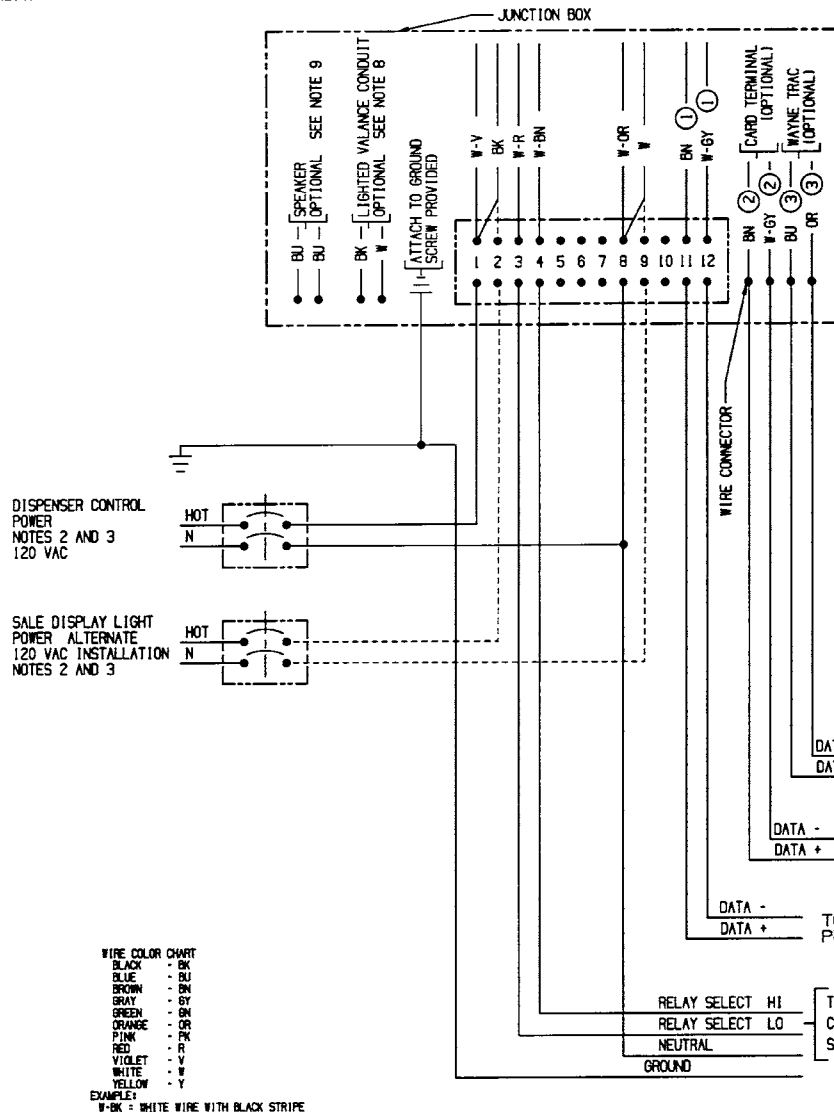 JUNCTION BOX
SPEAKER
OPTIONAL SEE NOTE 9
BU
BU
LIGHTED VALANCE CONDUIT
OPTIONAL SEE NOTE 8
BK
W
ATTACH TO GROUND
SCREW PROVIDED
W-V
BK
W-R
W-BN
W-OR
W
BN 1
W-GY 1
CARD TERMINAL
(OPTIONAL)
BN 2
W-GY 2
WAYNE TRAC
(OPTIONAL)
BU 3
OR 3
1 2 3 4 5 6 7 8 9 10 11 12
WIRE CONNECTOR
DISPENSER CONTROL
POWER
NOTES 2 AND 3
120 VAC
HOT
N
SALE DISPLAY LIGHT
POWER ALTERNATE
120 VAC INSTALLATION
NOTES 2 AND 3
HOT
N
DATA -
DATA +
DATA -
DATA +
RELAY SELECT HI
RELAY SELECT LO
NEUTRAL
GROUND
WIRE COLOR CHART
BLACK - BK
BLUE - BU
BROWN - BN
GRAY - GY
GREEN - GN
ORANGE - OR
PINK - PK
RED - R
VIOLET - V
WHITE - W
YELLOW - Y
EXAMPLE:
W-BK = WHITE WIRE WITH BLACK STRIPE